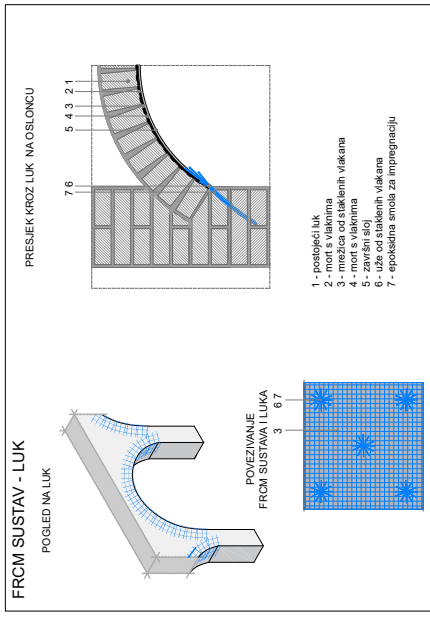 FRCM SUSTAV - LUK
POGLED NA LUK
POVEZIVANJE
FRCM SUSTAVA I LUKA
3
6 7
PRESJEK KROZ LUK NA OSLONCU
7 6
5
4
3
2 1
1 - postojeći luk
2 - mort s vlaknima
3 - mrežica od staklenih vlakana
4 - mort s vlaknima
5 - završni sloj
6 - uže od staklenih vlakana
7 - epoksidna smola za impregnaciju